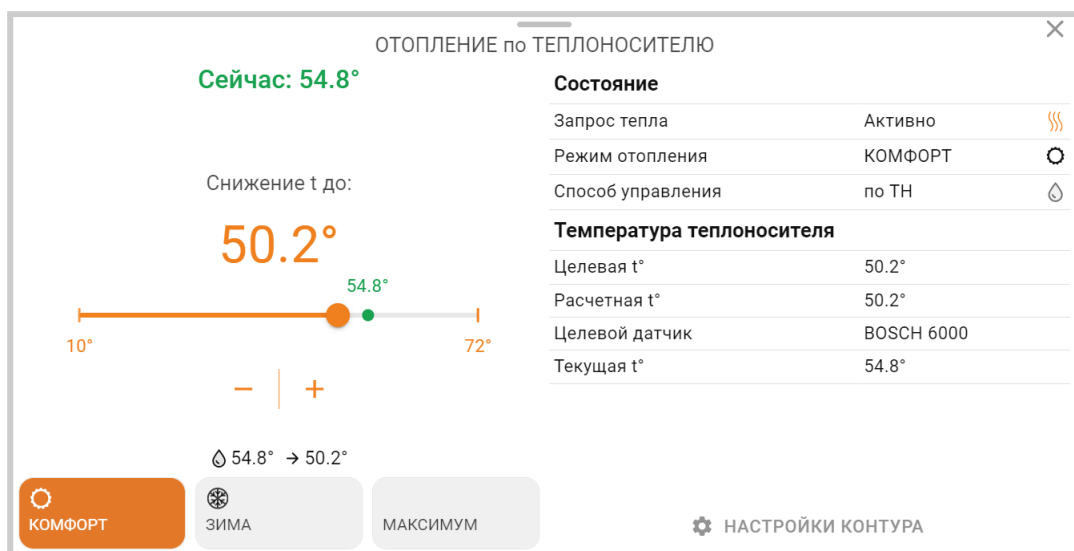 ОТОПЛЕНИЕ по ТЕПЛОНОСИТЕЛЮ
Сейчас: 54.8°
Снижение t до:
50.2°
54.8°
10°
72°
− +
54.8° → 50.2°
КОМФОРТ
ЗИМА
МАКСИМУМ
Состояние
Запрос тепла Активно
Режим отопления КОМФОРТ
Способ управления по ТН
Температура теплоносителя
Целевая t° 50.2°
Расчетная t° 50.2°
Целевой датчик BOSCH 6000
Текущая t° 54.8°
НАСТРОЙКИ КОНТУРА